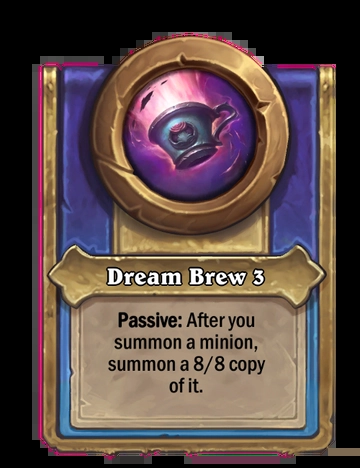 Dream Brew 3
Passive: After you
summon a minion,
summon a 8/8 copy
of it.